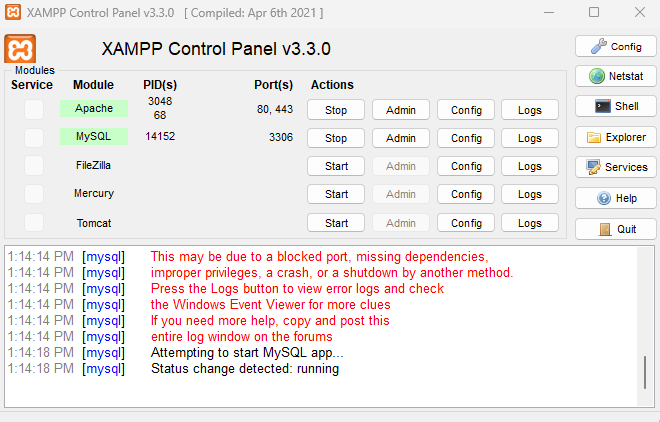 XAMPP Control Panel v3.3.0 [ Compiled: Apr 6th 2021 ]
XAMPP Control Panel v3.3.0
Config
Modules
Service Module PID(s) Port(s) Actions
Netstat
Apache 3048 68 80, 443 Stop Admin Config Logs
Shell
MySQL 14152 3306 Stop Admin Config Logs
Explorer
FileZilla Start Admin Config Logs
Services
Mercury Start Admin Config Logs
Help
Tomcat Start Admin Config Logs
Quit
1:14:14 PM [mysql] This may be due to a blocked port, missing dependencies,
1:14:14 PM [mysql] improper privileges, a crash, or a shutdown by another method.
1:14:14 PM [mysql] Press the Logs button to view error logs and check
1:14:14 PM [mysql] the Windows Event Viewer for more clues
1:14:14 PM [mysql] If you need more help, copy and post this
1:14:14 PM [mysql] entire log window on the forums
1:14:18 PM [mysql] Attempting to start MySQL app...
1:14:18 PM [mysql] Status change detected: running